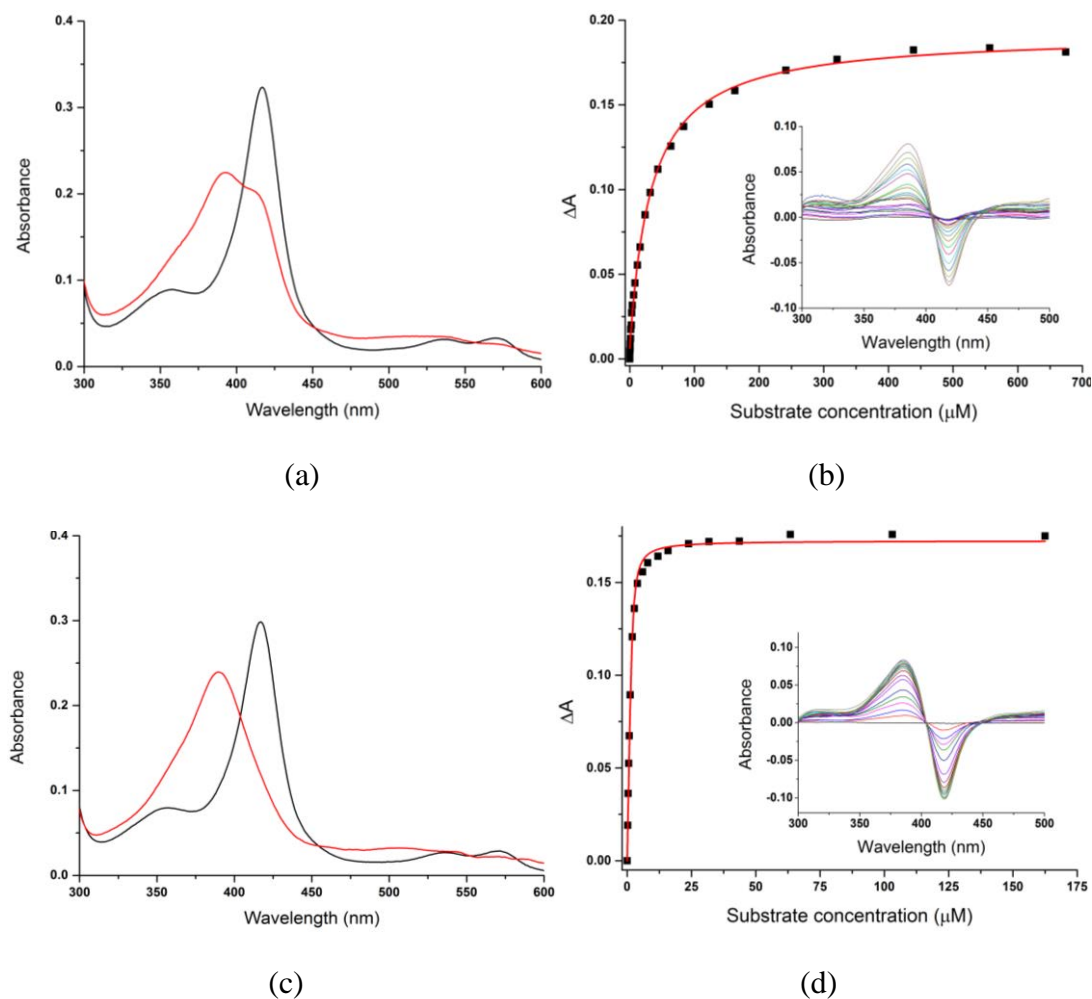 0.4
0.3
0.2
0.1
0.0
Absorbance
300 350 400 450 500 550 600
Wavelength (nm)
(a)
0.20
0.15
0.10
0.05
0.00
ΔA
0 100 200 300 400 500 600 700
Substrate concentration (μM)
0.10
0.05
0.00
-0.05
-0.10
Absorbance
300 400 500
Wavelength (nm)
(b)
0.4
0.3
0.2
0.1
0.0
Absorbance
300 350 400 450 500 550 600
Wavelength (nm)
(c)
0.15
0.10
0.05
0.00
ΔA
0 25 50 75 100 125 150 175
Substrate concentration (μM)
0.10
0.05
0.00
-0.05
-0.10
Absorbance
300 400 500
Wavelength (nm)
(d)